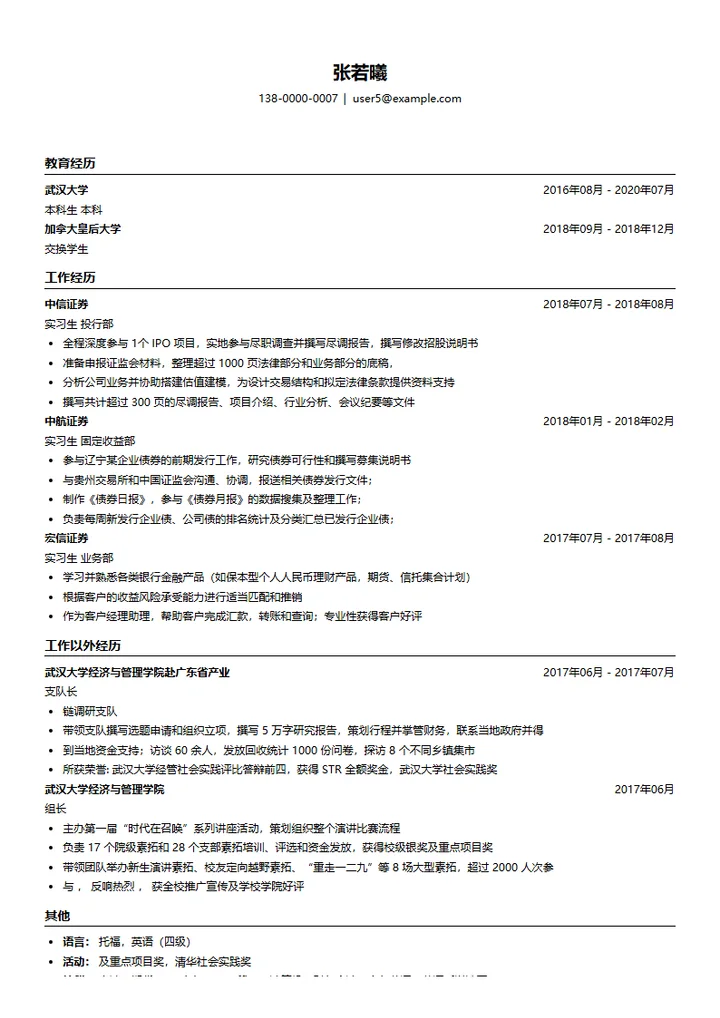 张若曦
138-0000-0007 | user5@example.com
教育经历
武汉大学 2016年08月 - 2020年07月
本科生 本科
加拿大皇后大学 2018年09月 - 2018年12月
交换学生
工作经历
中信证券 2018年07月 - 2018年08月
实习生 投行部
• 全程深度参与 1个 IPO 项目，实地参与尽职调查并撰写尽调报告，撰写修改招股说明书
• 准备申报证监会材料，整理超过 1000 页法律部分和业务部分的底稿，
• 分析公司业务并协助搭建估值建模，为设计交易结构和拟定法律条款提供资料支持
• 撰写共计超过 300 页的尽调报告、项目介绍、行业分析、会议纪要等文件
中航证券 2018年01月 - 2018年02月
实习生 固定收益部
• 参与辽宁某企业债券的前期发行工作，研究债券可行性和撰写募集说明书
• 与贵州交易所和中国证监会沟通、协调，报送相关债券发行文件；
• 制作《债券日报》，参与《债券月报》的数据搜集及整理工作；
• 负责每周新发行企业债、公司债的排名统计及分类汇总已发行企业债；
宏信证券 2017年07月 - 2017年08月
实习生 业务部
• 学习并熟悉各类银行金融产品（如保本型个人人民币理财产品，期货、信托集合计划）
• 根据客户的收益风险承受能力进行适当匹配和推销
• 作为客户经理助理，帮助客户完成汇款，转账和查询；专业性获得客户好评
工作以外经历
武汉大学经济与管理学院赴广东省产业 2017年06月 - 2017年07月
支队长
• 链调研支队
• 带领支队撰写选题申请和组织立项，撰写 5 万字研究报告，策划行程并掌管财务，联系当地政府并得
• 到当地资金支持；访谈 60 余人，发放回收统计 1000 份问卷，探访 8 个不同乡镇集市
• 所获荣誉: 武汉大学经管社会实践评比答辩前四，获得 STR 全额奖金，武汉大学社会实践奖
武汉大学经济与管理学院 2017年06月
组长
• 主办第一届“时代在召唤”系列讲座活动，策划组织整个演讲比赛流程
• 负责 17 个院级素拓和 28 个支部素拓培训、评选和资金发放，获得校级银奖及重点项目奖
• 带领团队举办新生演讲素拓、校友定向越野素拓、“重走一二九”等 8 场大型素拓，超过 2000 人次参
• 与 ， 反响热烈 ， 获全校推广宣传及学校学院好评
其他
• 语言： 托福，英语（四级）
• 活动： 及重点项目奖，清华社会实践奖